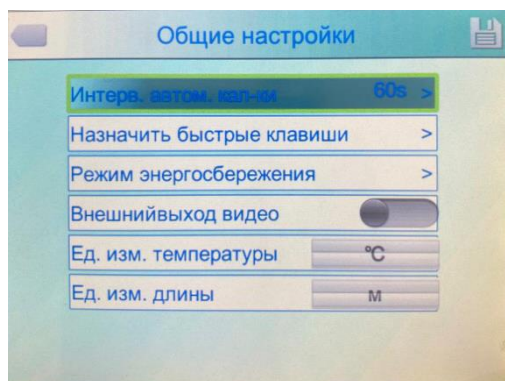 Общие настройки
Интерв. автом. кал-ки 60s >
Назначить быстрые клавиши >
Режим энергосбережения >
Внешнийвыход видео
Ед. изм. температуры °C
Ед. изм. длины М